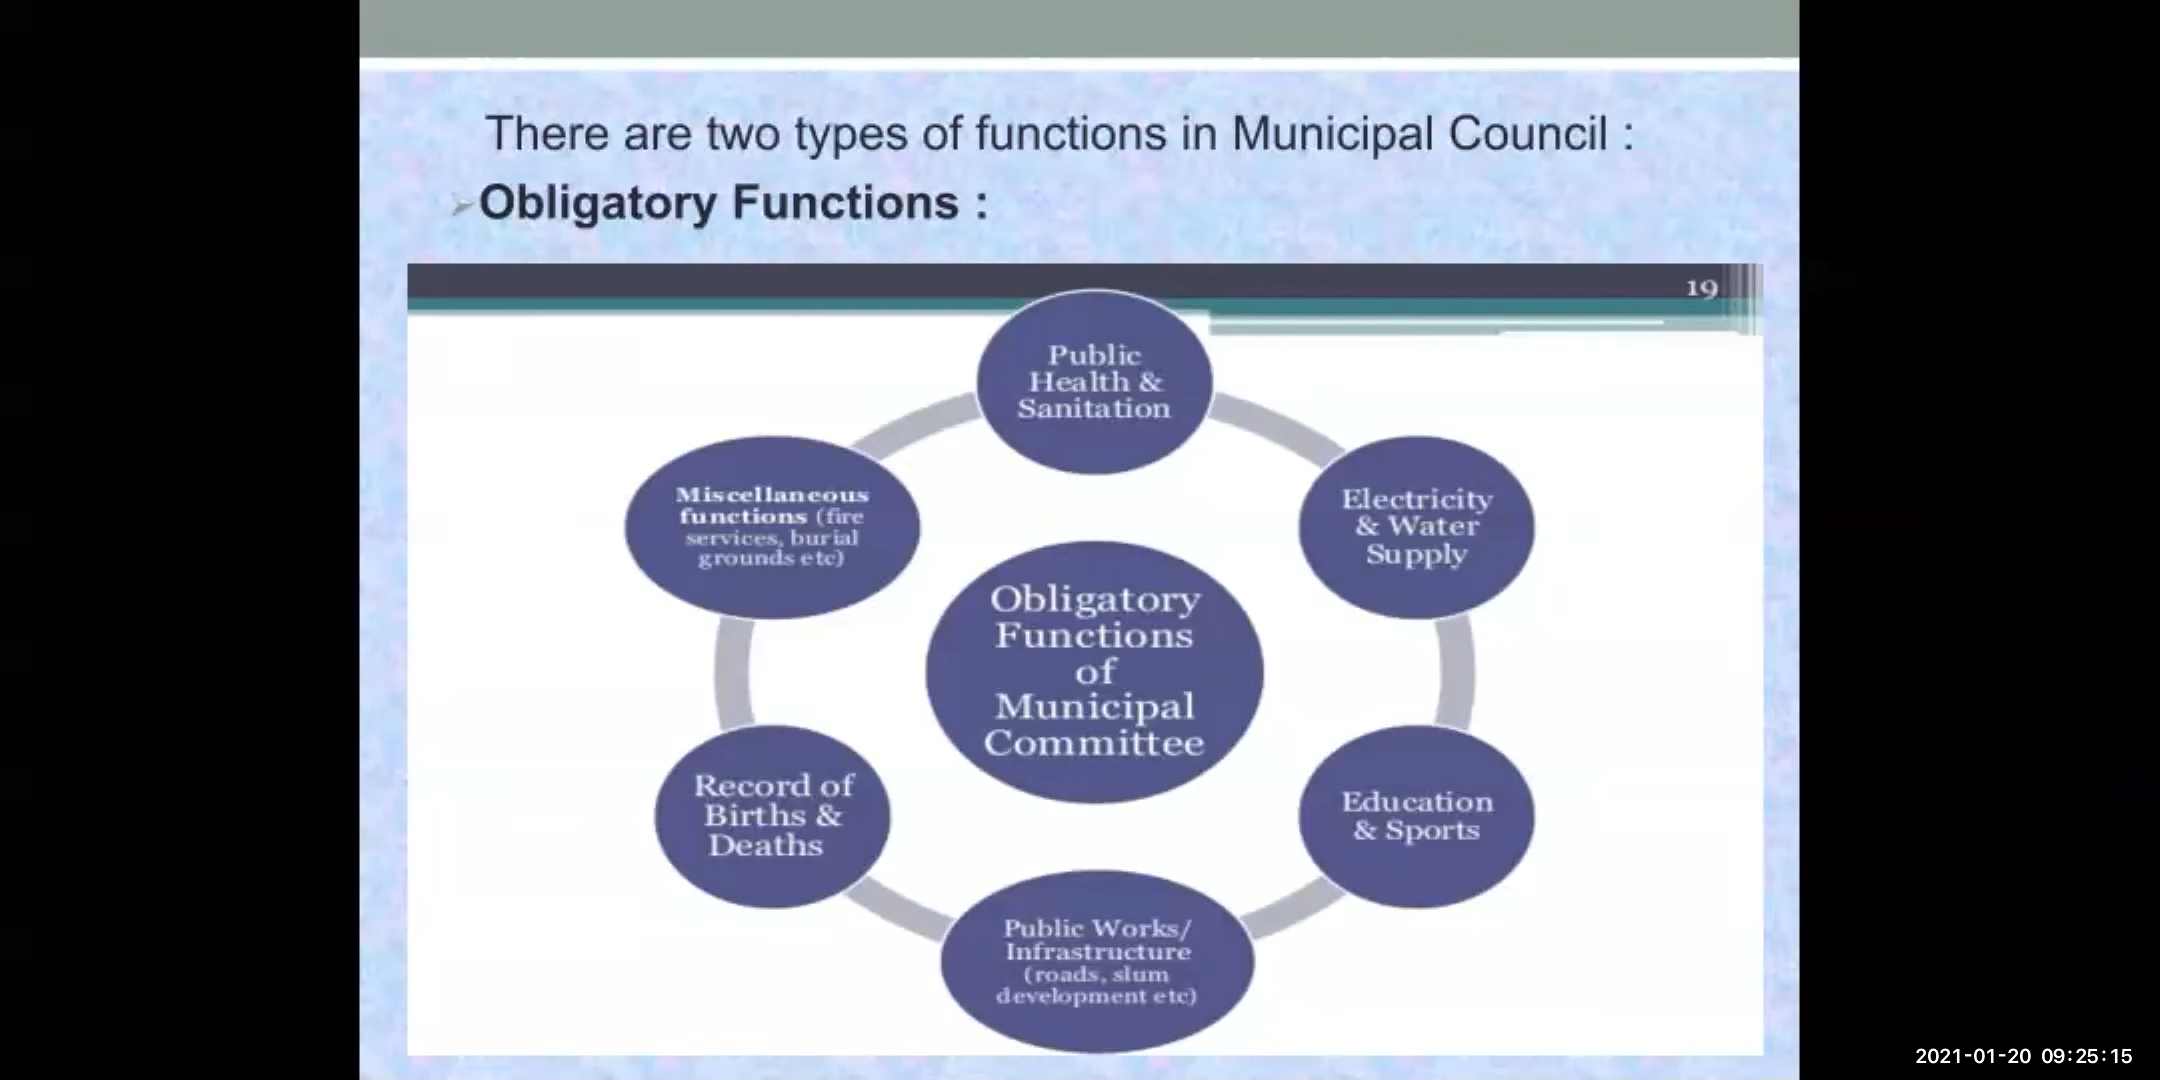 There are two types of functions in Municipal Council :
Obligatory Functions :
19
Public
Health &
Sanitation
Electricity
& Water
Supply
Education
& Sports
Public Works/
Infrastructure
(roads, slum
development etc)
Record of
Births &
Deaths
Miscellaneous
functions (fire
services, burial
grounds etc)
Obligatory
Functions
of
Municipal
Committee
2021-01-20 09:25:15